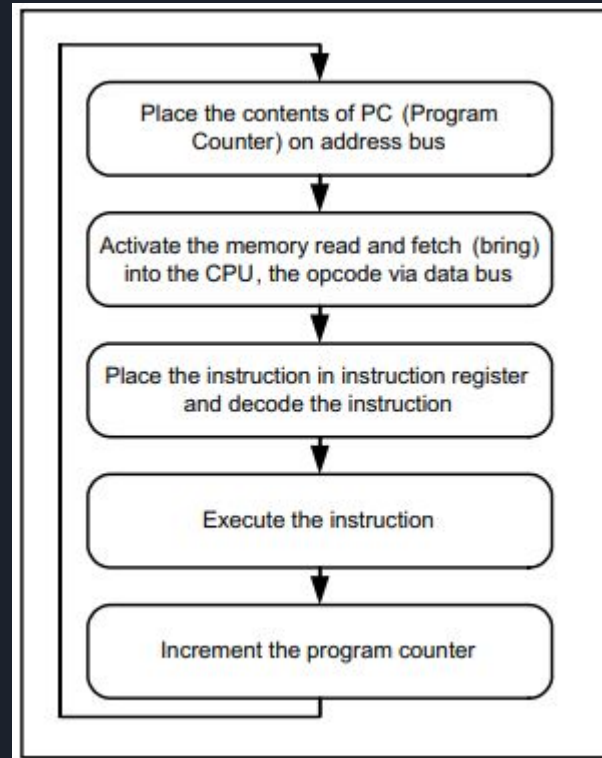 Place the contents of PC (Program
Counter) on address bus
Activate the memory read and fetch (bring)
into the CPU, the opcode via data bus
Place the instruction in instruction register
and decode the instruction
Execute the instruction
Increment the program counter